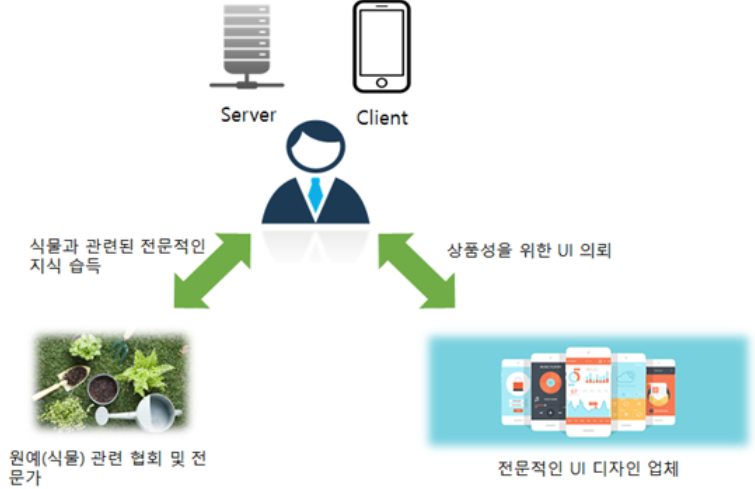 Server
Client
식물과 관련된 전문적인
지식 습득
상품성을 위한 UI 의뢰
원예(식물) 관련 협회 및 전
문가
전문적인 UI 디자인 업체